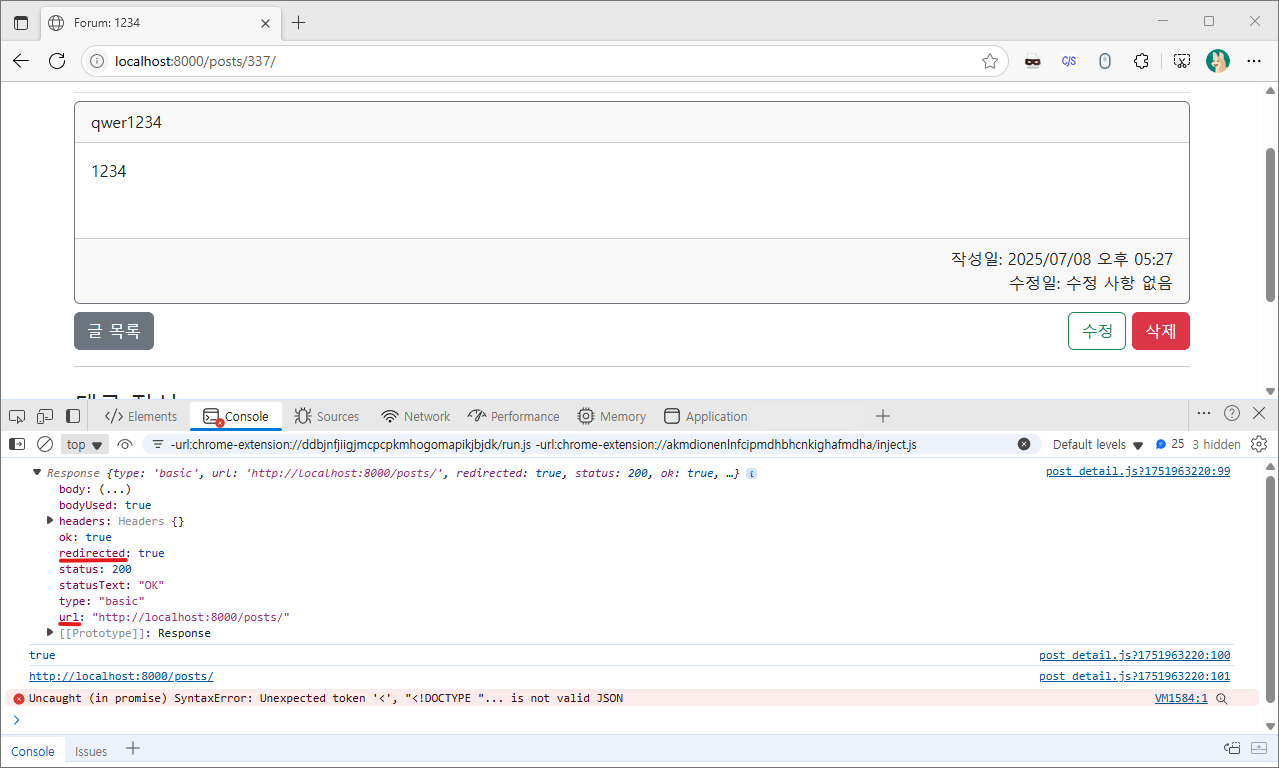 Forum: 1234
localhost:8000/posts/337/
C/S
qwer1234
1234
작성일: 2025/07/08 오후 05:27
수정일: 수정 사항 없음
글 목록
수정
삭제
Elements
Console
Sources
Network
Performance
Memory
Application
top
-url:chrome-extension://ddbjnfjiigjmcpcpkmhogomapikjbjdk/run.js -url:chrome-extension://akmdionenlnfcipmdhbhcnkighafmdha/inject.js
Default levels
25
3 hidden
Response {type: 'basic', url: 'http://localhost:8000/posts/', redirected: true, status: 200, ok: true, …}
post_detail.js?1751963220:99
body: (...)
bodyUsed: true
headers: Headers {}
ok: true
redirected: true
status: 200
statusText: "OK"
type: "basic"
url: "http://localhost:8000/posts/"
[[Prototype]]: Response
true
post_detail.js?1751963220:100
http://localhost:8000/posts/
post_detail.js?1751963220:101
Uncaught (in promise) SyntaxError: Unexpected token '<', "<!DOCTYPE "... is not valid JSON
VM1584:1
Console
Issues